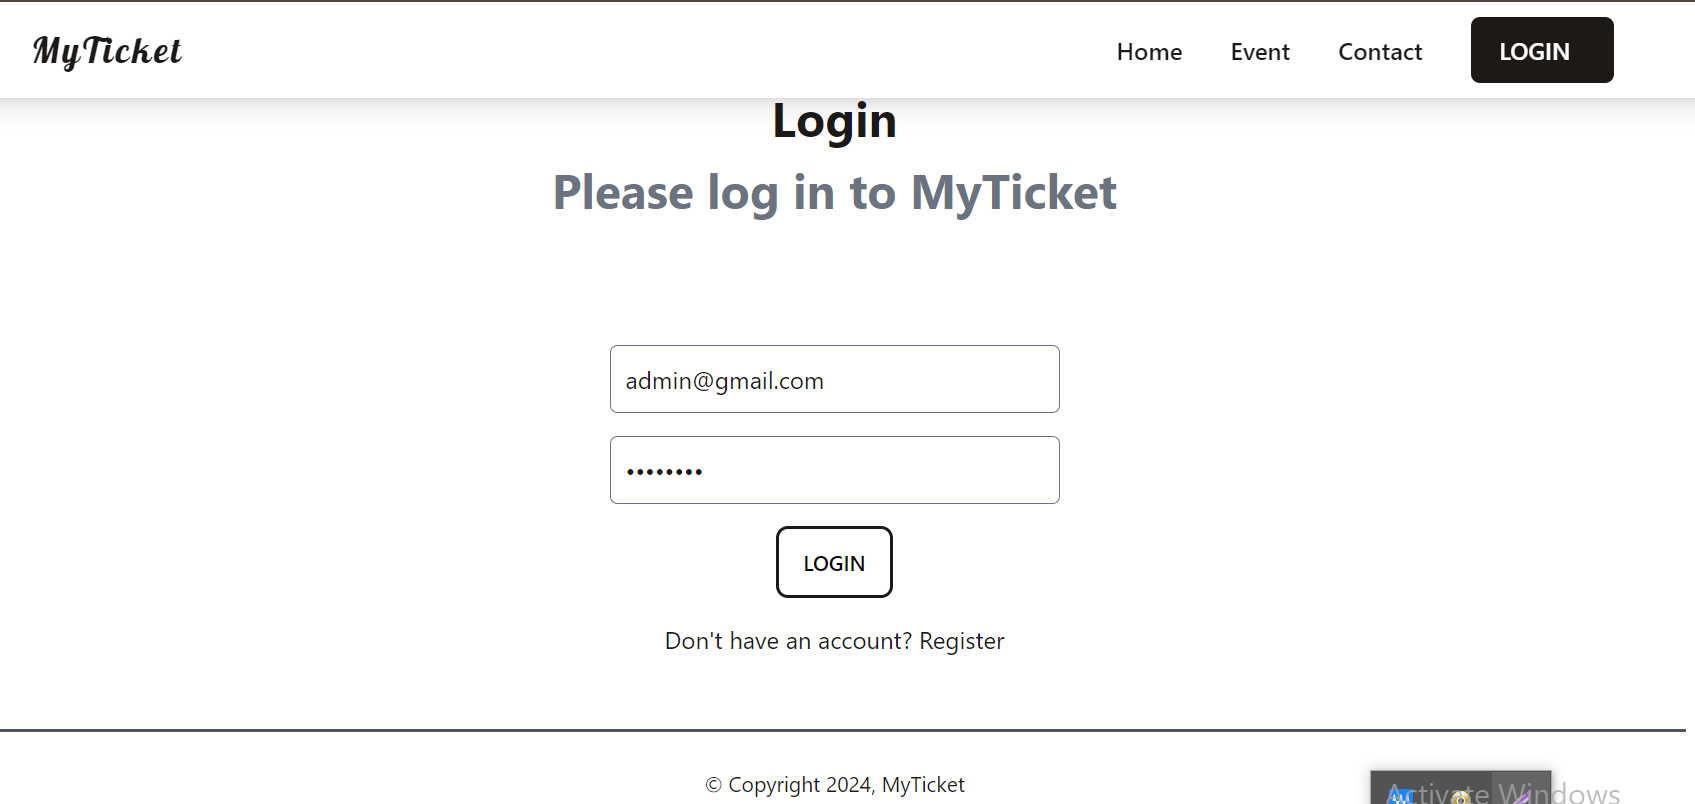 MyTicket
Home Event Contact LOGIN
Login
Please log in to MyTicket
admin@gmail.com
••••••••
LOGIN
Don't have an account? Register
© Copyright 2024, MyTicket
Activate Windows